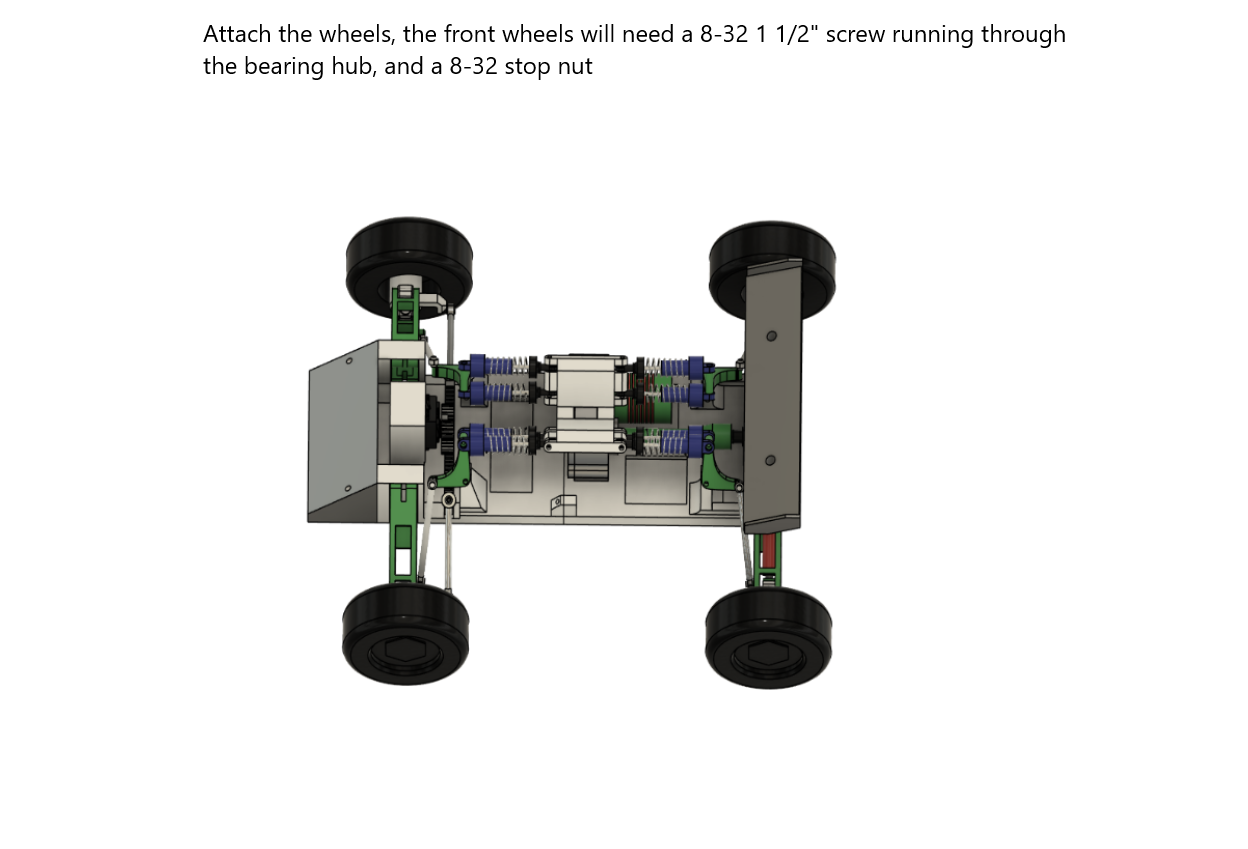 Attach the wheels, the front wheels will need a 8-32 1 1/2" screw running through
the bearing hub, and a 8-32 stop nut